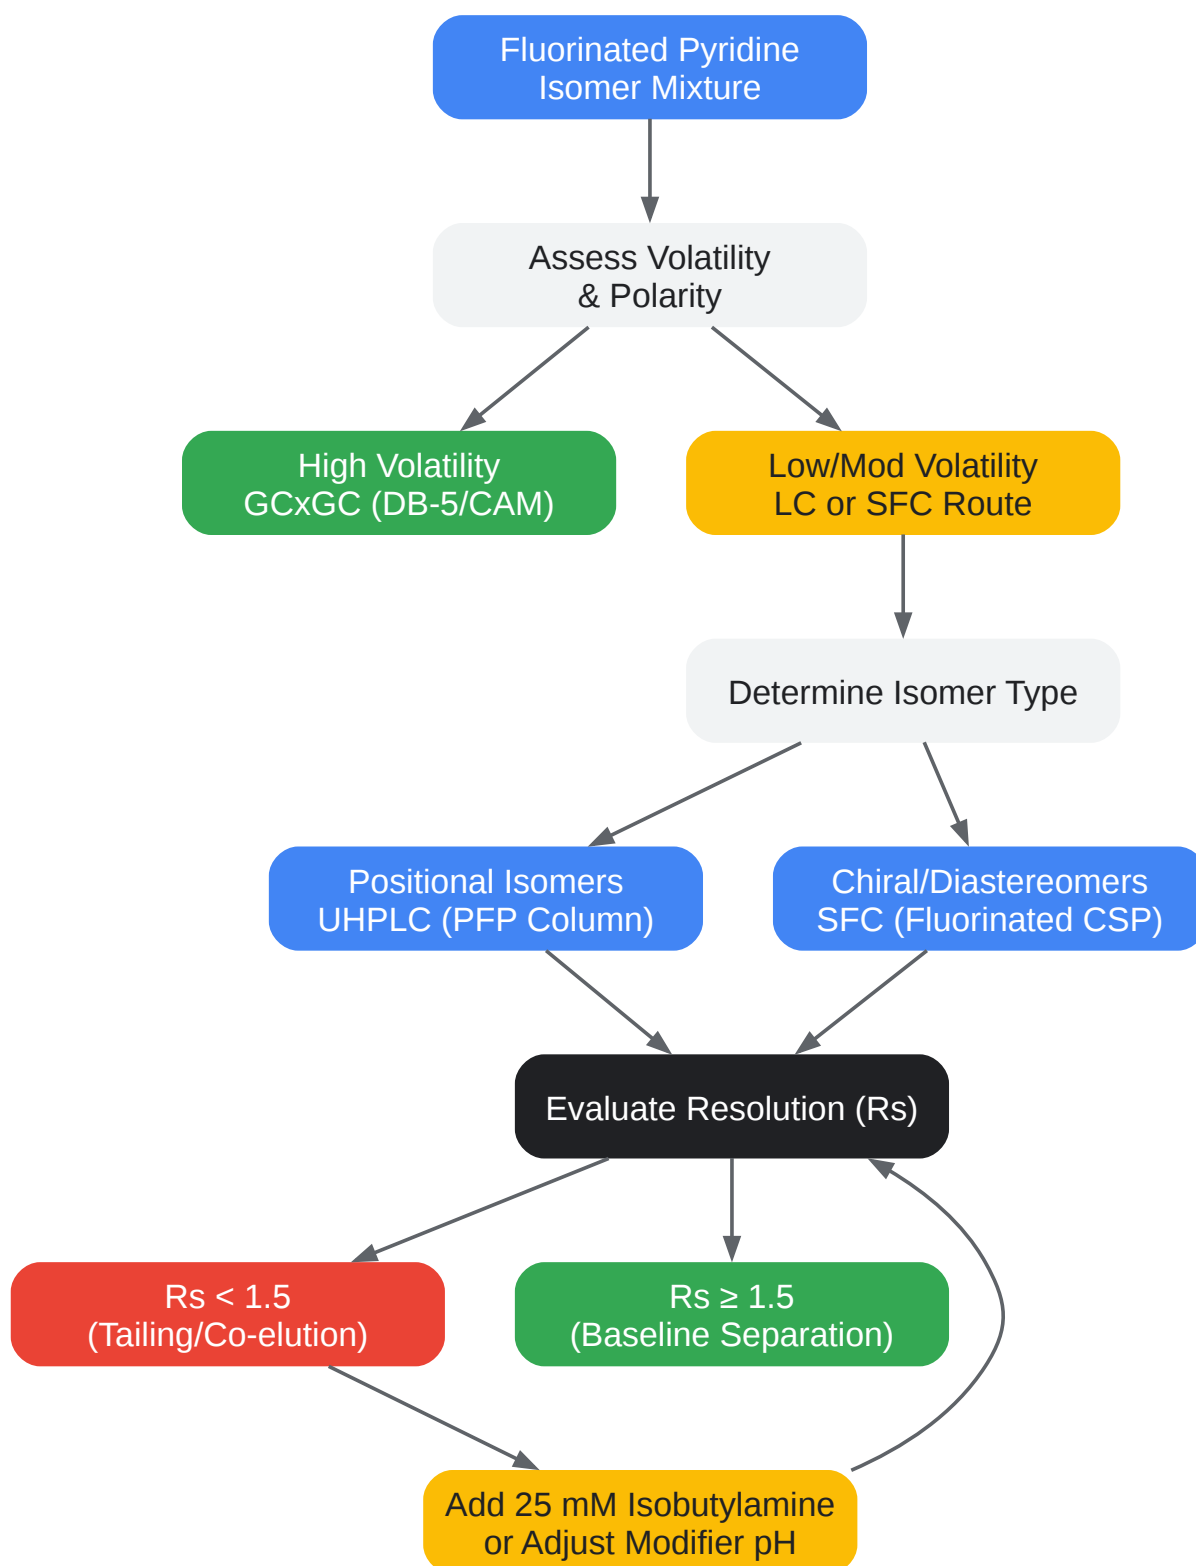 Fluorinated Pyridine
Isomer Mixture
Assess Volatility
& Polarity
High Volatility
GCxGC (DB-5/CAM)
Low/Mod Volatility
LC or SFC Route
Determine Isomer Type
Positional Isomers
UHPLC (PFP Column)
Chiral/Diastereomers
SFC (Fluorinated CSP)
Evaluate Resolution (Rs)
Rs < 1.5
(Tailing/Co-elution)
Rs ≥ 1.5
(Baseline Separation)
Add 25 mM Isobutylamine
or Adjust Modifier pH